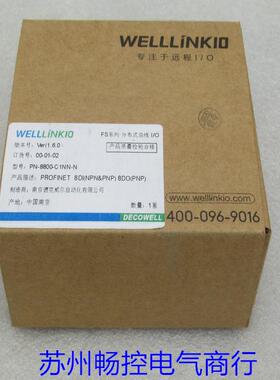 WELLLINKIO
专注于远程 I/O
WELLLINKIO
FS系列 分布式总线 I/O
产品质量检验合格
版本号: Ver1.6.0
订货号: 00-01-02
型号: PN-8800-C1NN-N
产品描述: PROFINET 8DI(NPN&PNP) 8DO(PNP)
制造商: 南京德克威尔自动化有限公司
数量: 1套
产地: 中国南京
DECOWELL
www.welllinkio.com
400-096-9016
苏州畅控电气商行